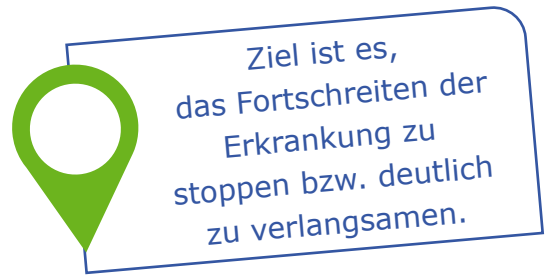 Ziel ist es,
das Fortschreiten der
Erkrankung zu
stoppen bzw. deutlich
zu verlangsamen.